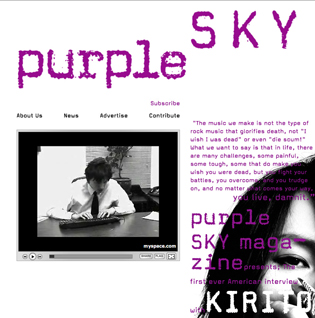 purple SKY
Subscribe
About Us News Advertise Contribute
"The music we make is not the type of
rock music that glorifies death, not "I
wish I was dead" or even "die scum!"
What we want to say is that in life, there
are many challenges, some painful,
some tough, some that do make you
wish you were dead, but you fight your
battles, you overcome, and you trudge
on, and no matter what comes your way,
you live, damnit!"
myspace.com
purple
SKY maga-
zine presents, the
first ever American interview
with KIRITO